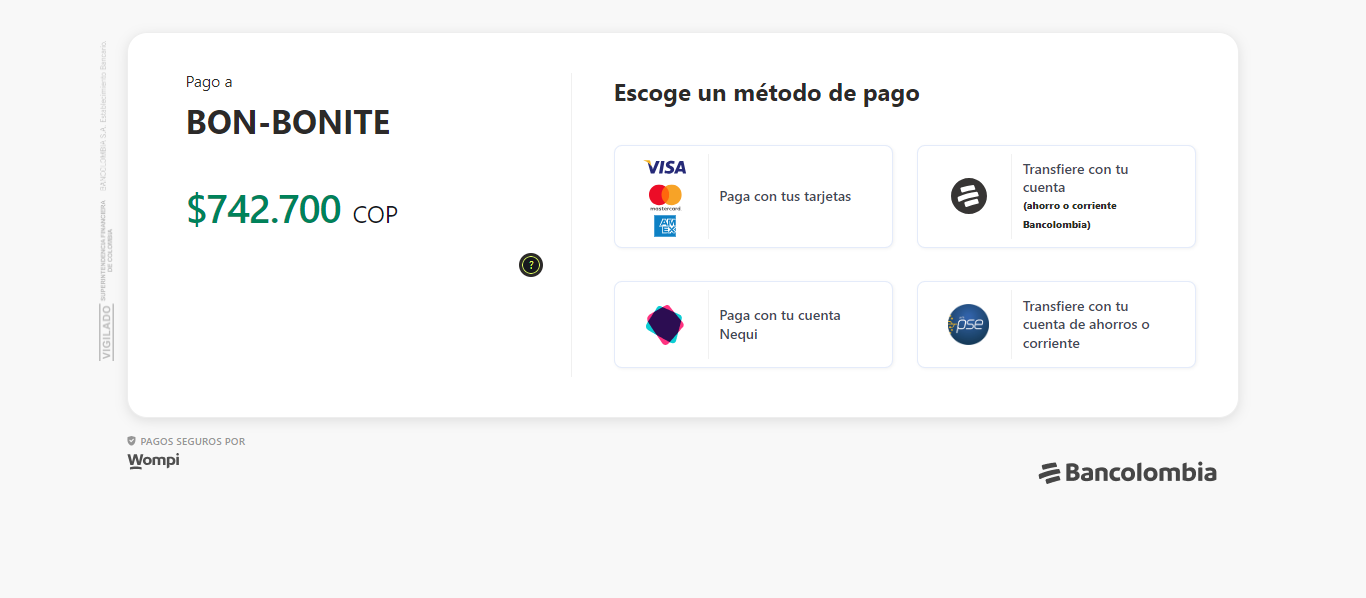 Pago a
BON-BONITE
$742.700 COP
?
Escoge un método de pago
VISA
mastercard
AM
EX
Paga con tus tarjetas
Transfiere con tu
cuenta
(ahorro o corriente
Bancolombia)
Paga con tu cuenta
Nequi
pse
Transfiere con tu
cuenta de ahorros o
corriente
VIGILADO
SUPERINTENDENCIA FINANCIERA
DE COLOMBIA
BANCOLOMBIA S.A. Establecimiento Bancario.
PAGOS SEGUROS POR
Wompi
Bancolombia